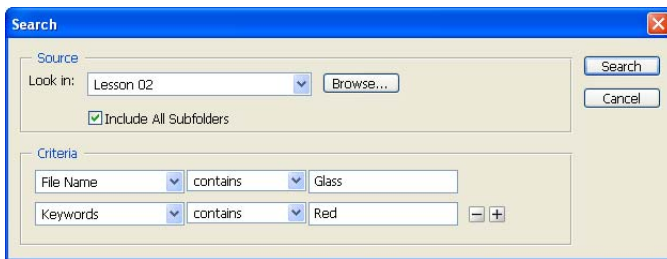 Search
Source
Look in: Lesson 02 Browse... Search
Include All Subfolders Cancel
Criteria
File Name contains Glass
Keywords contains Red